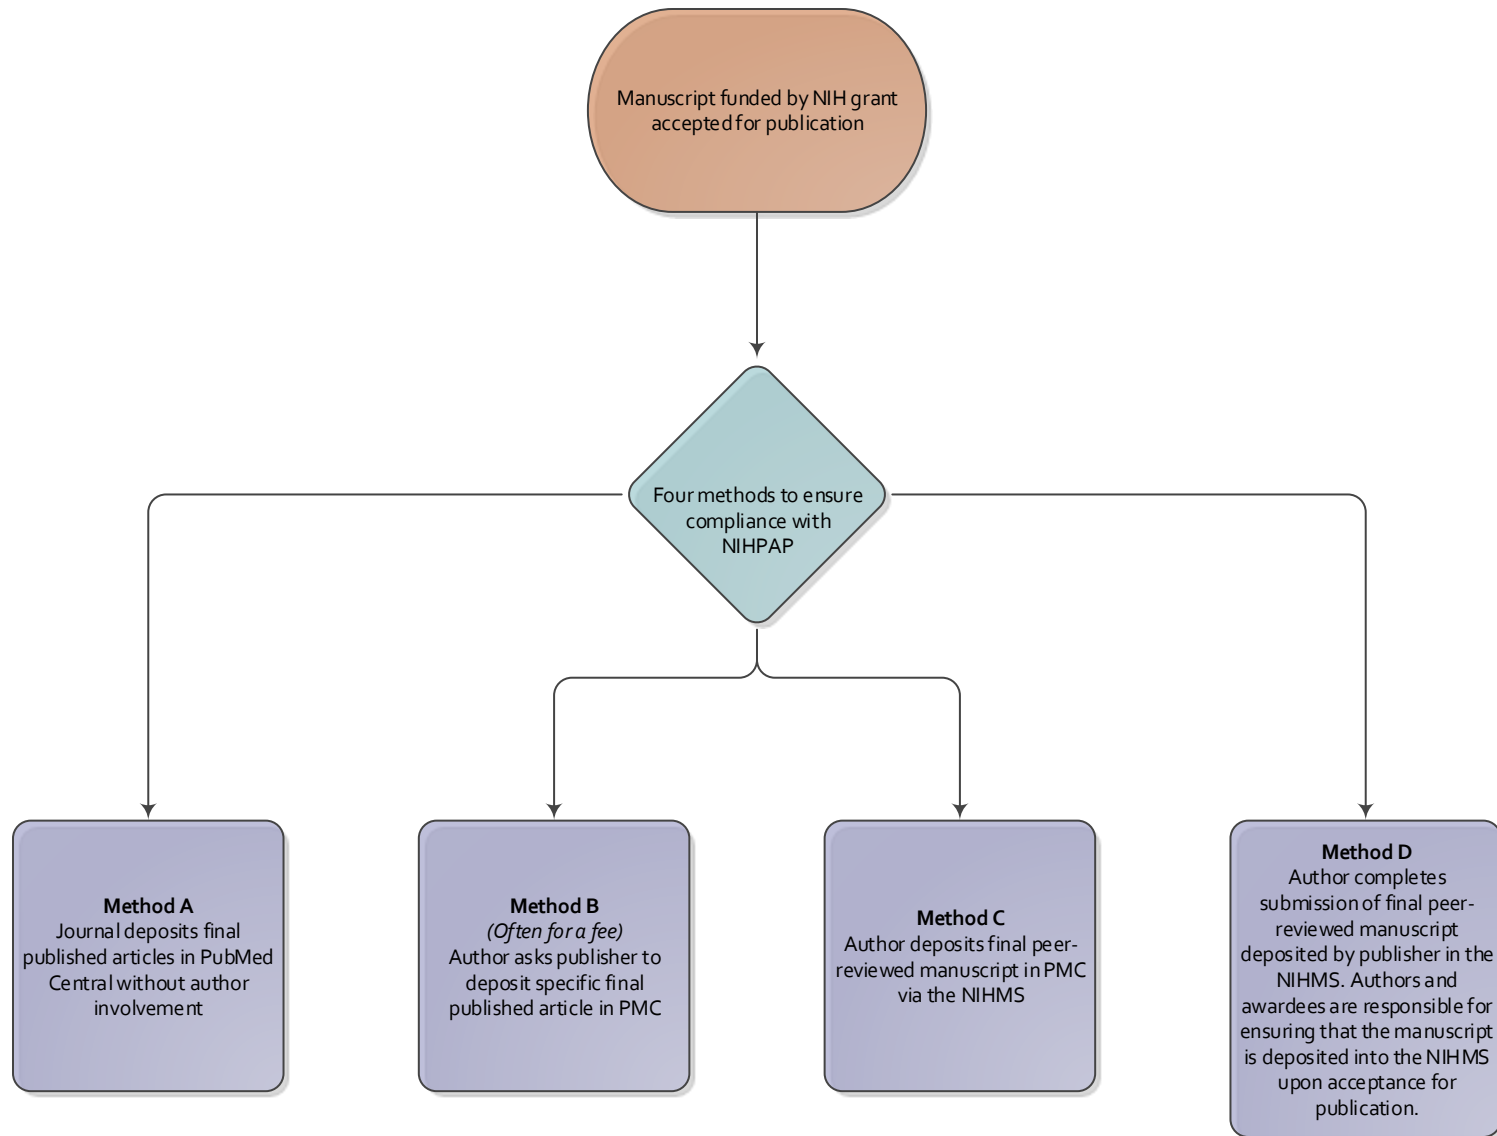 Manuscript funded by NIH grant
accepted for publication
Four methods to ensure
compliance with
NIHPAP
Method A
Journal deposits final
published articles in PubMed
Central without author
involvement
Method B
(Often for a fee)
Author asks publisher to
deposit specific final
published article in PMC
Method C
Author deposits final peer-
reviewed manuscript in PMC
via the NIHMS
Method D
Author completes
submission of final peer-
reviewed manuscript
deposited by publisher in the
NIHMS. Authors and
awardees are responsible for
ensuring that the manuscript
is deposited into the NIHMS
upon acceptance for
publication.